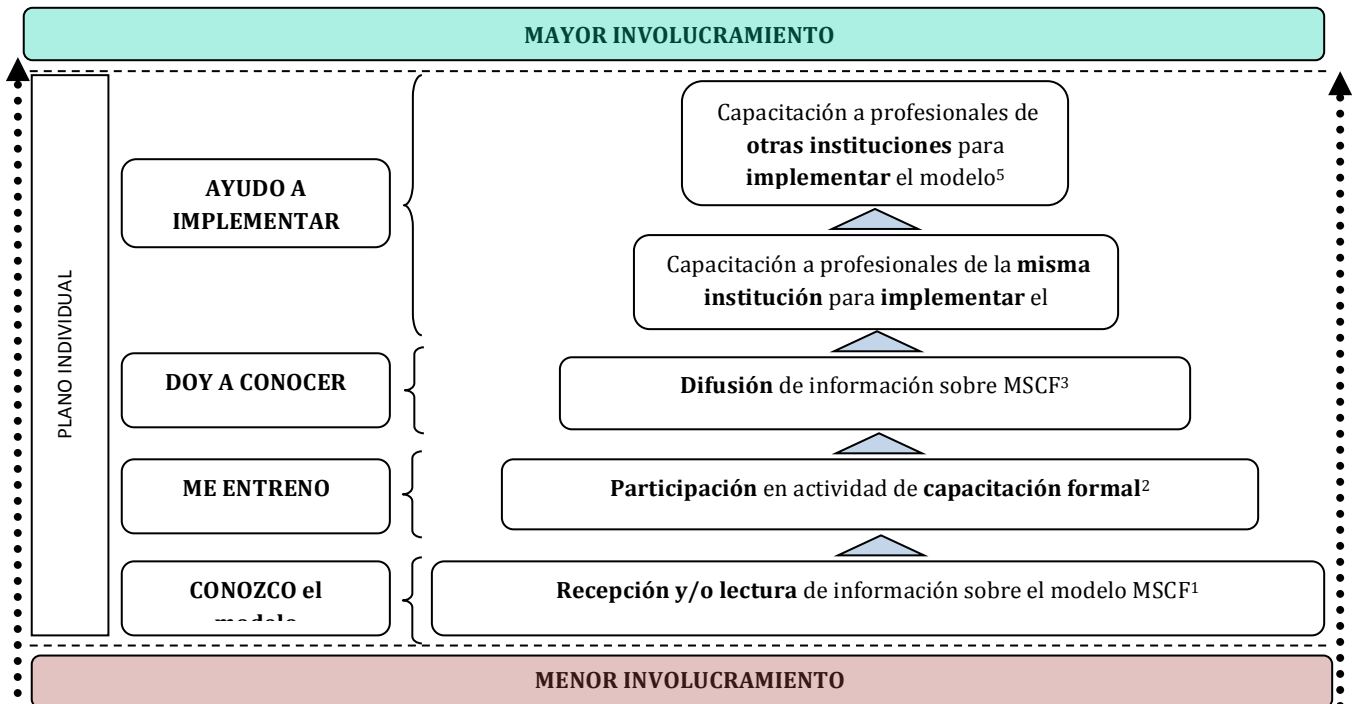 MAYOR INVOLUCRAMIENTO
PLANO INDIVIDUAL
AYUDO A
IMPLEMENTAR
Capacitación a profesionales de
otras instituciones para
implementar el modelo⁵
Capacitación a profesionales de la misma
institución para implementar el
DOY A CONOCER
Difusión de información sobre MSCF³
ME ENTRENO
Participación en actividad de capacitación formal²
CONOZCO el
Recepción y/o lectura de información sobre el modelo MSCF¹
MENOR INVOLUCRAMIENTO